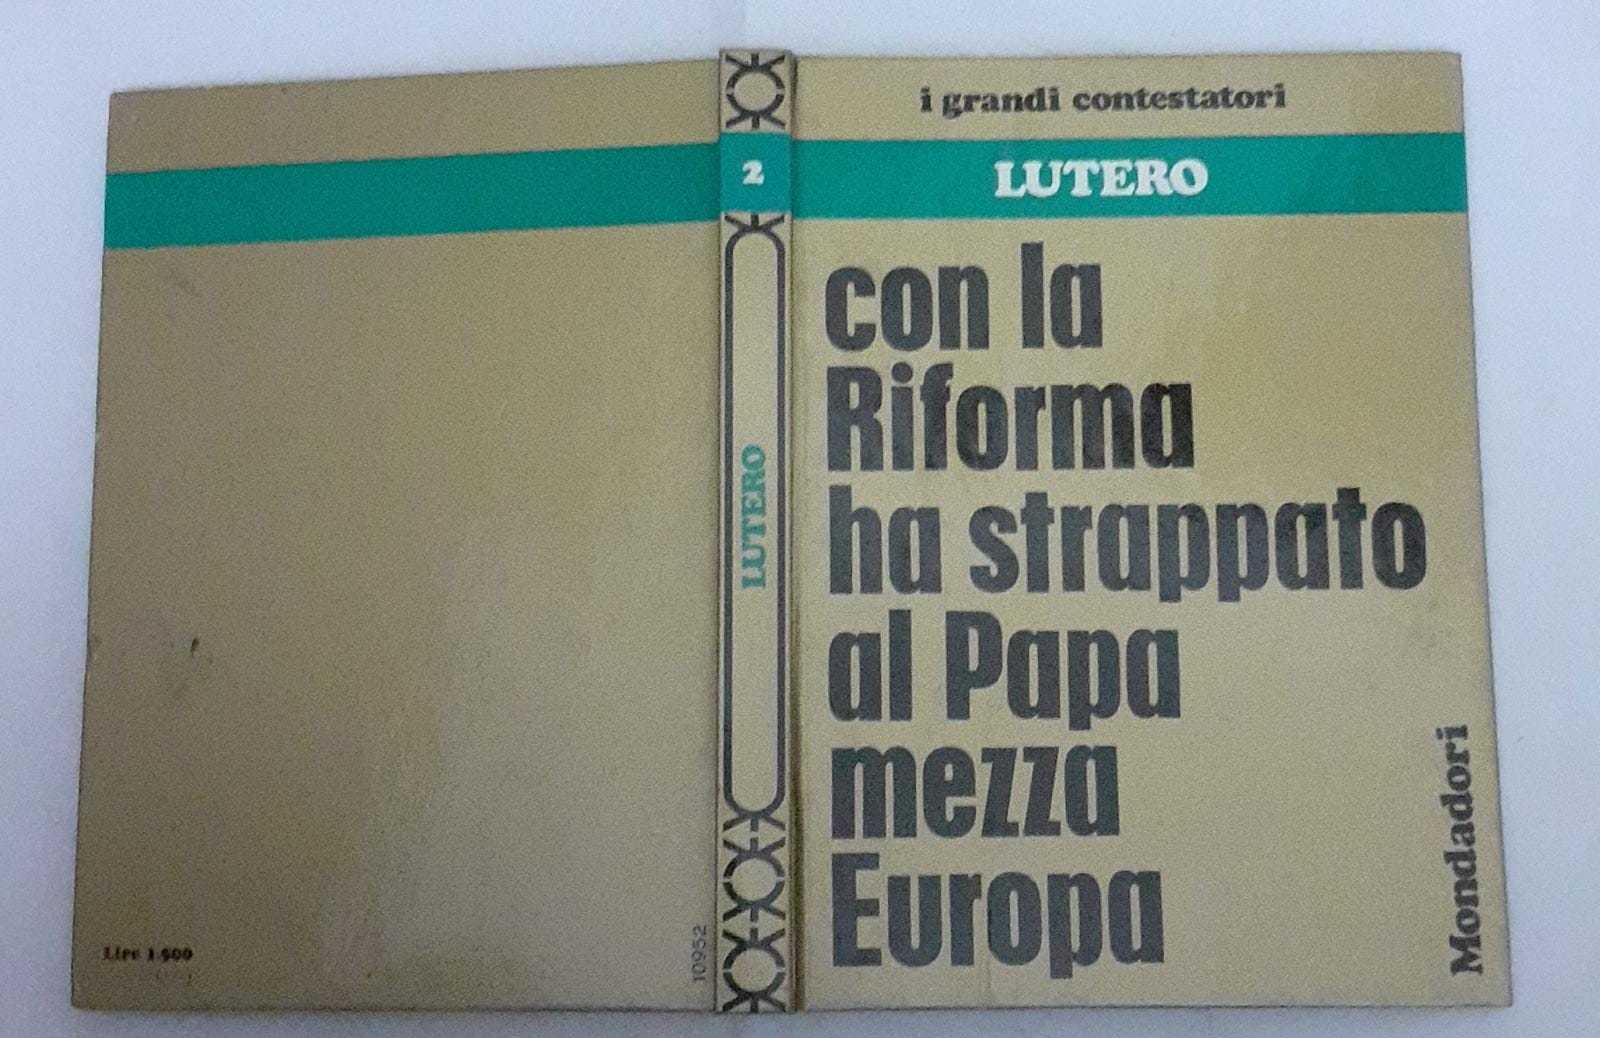 i grandi contestatori
LUTERO
con la
Riforma
ha strappato
al Papa
mezza
Europa
Mondadori
2
LUTERO
Lire 1.500
10952